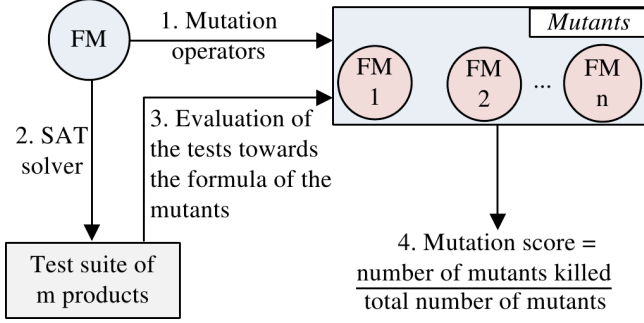 FM
1. Mutation
operators
Mutants
FM
1
FM
2
...
FM
n
2. SAT
solver
3. Evaluation of
the tests towards
the formula of the
mutants
Test suite of
m products
4. Mutation score =
number of mutants killed
total number of mutants